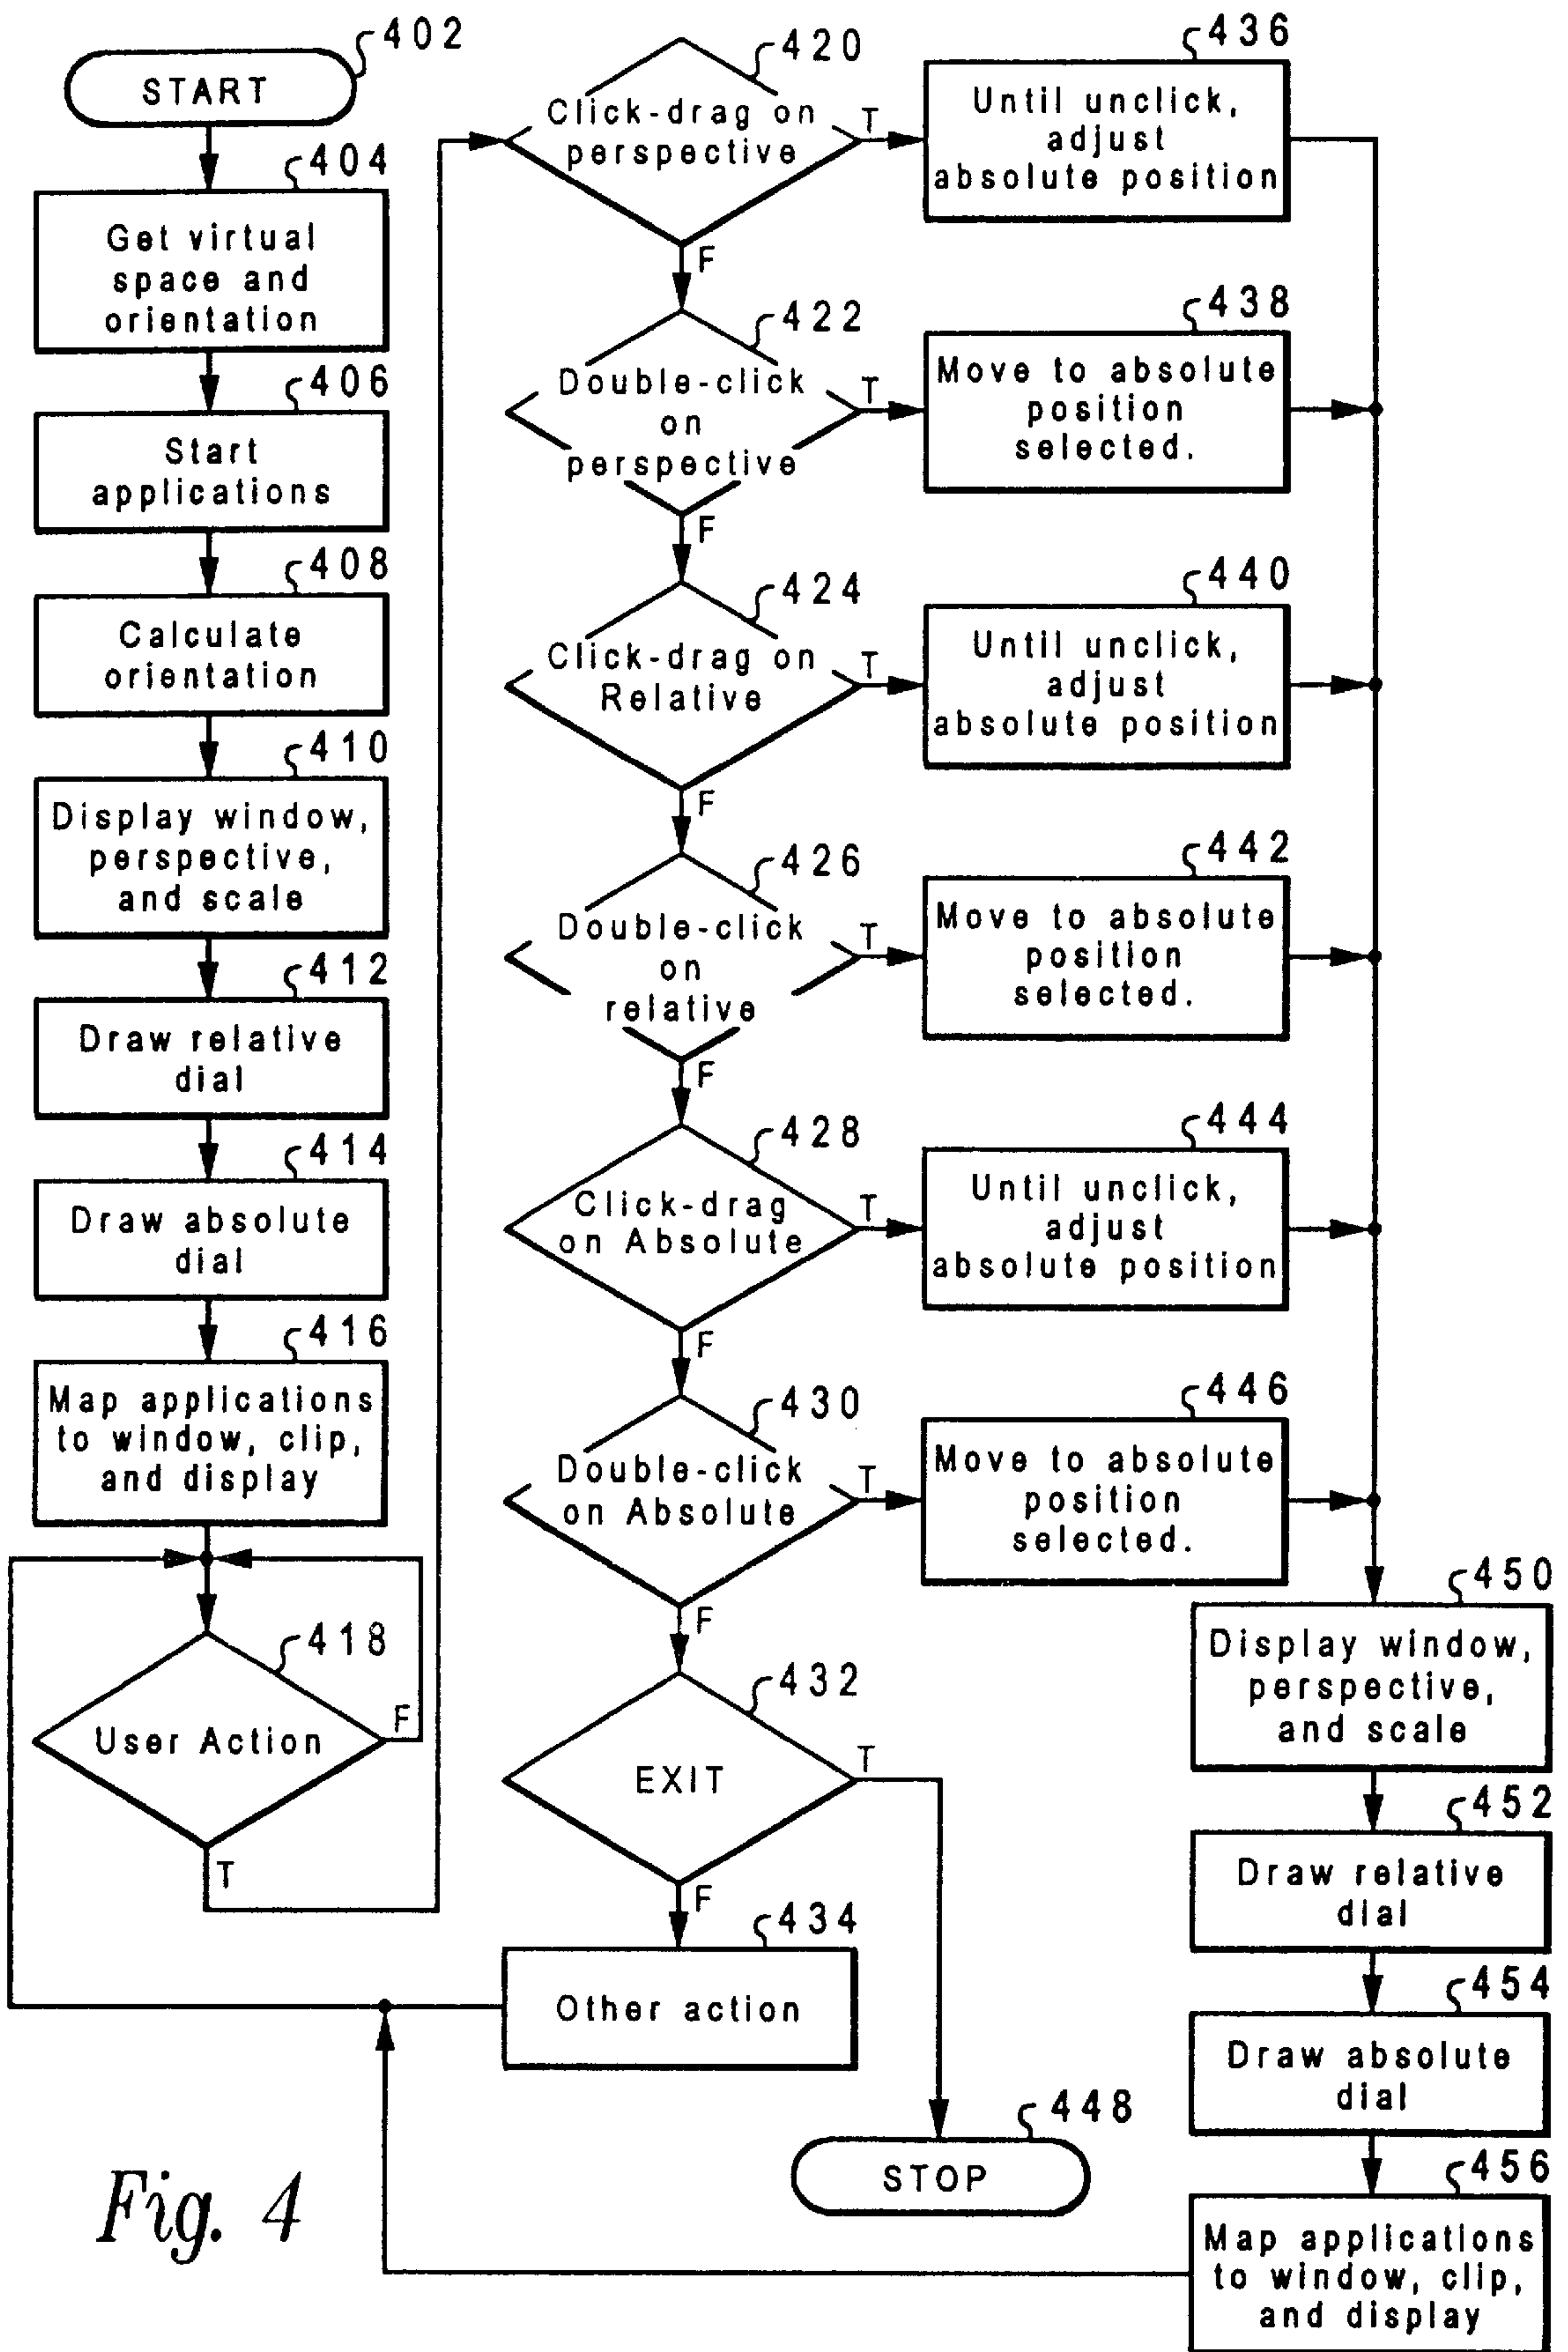 402
START
404
Get virtual
space and
orientation
406
Start
applications
408
Calculate
orientation
410
Display window,
perspective,
and scale
412
Draw relative
dial
414
Draw absolute
dial
416
Map applications
to window, clip,
and display
418
User Action
F
T
420
Click-drag on
perspective
T
F
436
Until unclick,
adjust
absolute position
422
Double-click
on
perspective
T
F
438
Move to absolute
position
selected.
424
Click-drag on
Relative
T
F
440
Until unclick,
adjust
absolute position
426
Double-click
on
relative
T
F
442
Move to absolute
position
selected.
428
Click-drag
on Absolute
T
F
444
Until unclick,
adjust
absolute position
430
Double-click
on Absolute
T
F
446
Move to absolute
position
selected.
432
EXIT
T
F
434
Other action
448
STOP
450
Display window,
perspective,
and scale
452
Draw relative
dial
454
Draw absolute
dial
456
Map applications
to window, clip,
and display
Fig. 4